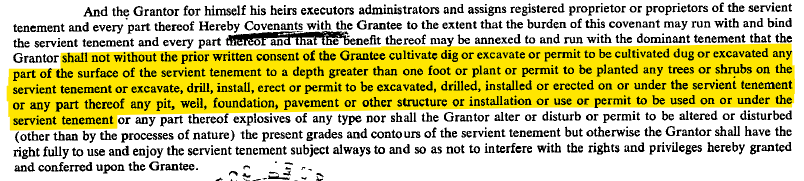 And the Grantor for himself his heirs executors administrators and assigns registered proprietor or proprietors of the servient
tenement and every part thereof Hereby Covenants with the Grantee to the extent that the burden of this covenant may run with and bind
the servient tenement and every part thereof and that the benefit thereof may be annexed to and run with the dominant tenement that the
Grantor shall not without the prior written consent of the Grantee cultivate dig or excavate or permit to be cultivated dug or excavated any
part of the surface of the servient tenement to a depth greater than one foot or plant or permit to be planted any trees or shrubs on the
servient tenement or excavate, drill, install, erect or permit to be excavated, drilled, installed or erected on or under the servient tenement
or any part thereof any pit, well, foundation, pavement or other structure or installation or use or permit to be used on or under the
servient tenement or any part thereof explosives of any type nor shall the Grantor alter or disturb or permit to be altered or disturbed
(other than by the processes of nature) the present grades and contours of the servient tenement but otherwise the Grantor shall have the
right fully to use and enjoy the servient tenement subject always to and so as not to interfere with the rights and privileges hereby granted
and conferred upon the Grantee.